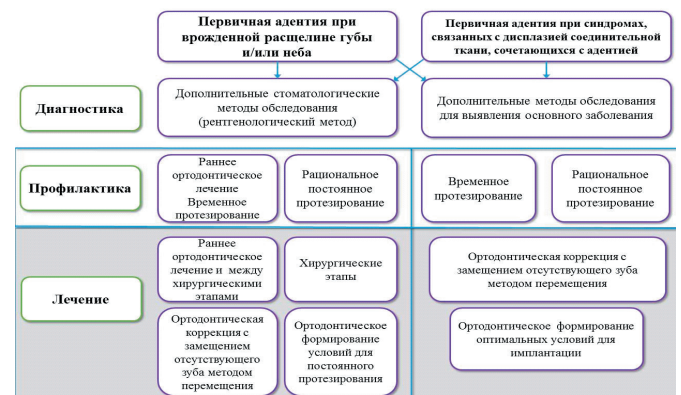 Первичная адентия при
врожденной расщелине губы
и/или неба
Первичная адентия при синдромах,
связанных с дисплазией соединительной
ткани, сочетающихся с адентией
Диагностика
Дополнительные стоматологические
методы обследования
(рентгенологический метод)
Дополнительные методы обследования
для выявления основного заболевания
Профилактика
Раннее
ортодонтическое
лечение
Временное
протезирование
Рациональное
постоянное
протезирование
Временное
протезирование
Рациональное
постоянное
протезирование
Лечение
Раннее
ортодонтическое
лечение и между
хирургическими
этапами
Хирургические
этапы
Ортодонтическая коррекция с
замещением отсутствующего зуба
методом перемещения
Ортодонтическая
коррекция с
замещением
отсутствующего
зуба методом
перемещения
Ортодонтическое
формирование
условий для
постоянного
протезирования
Ортодонтическое формирование
оптимальных условий для
имплантации